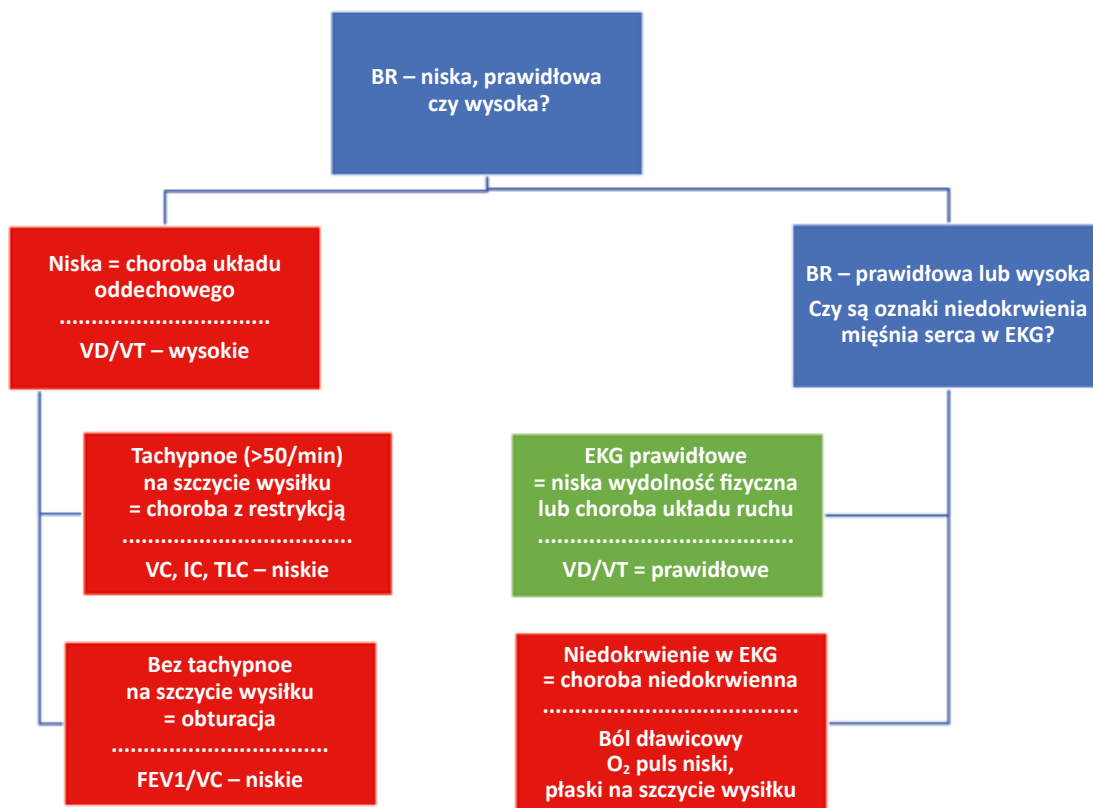 BR – niska, prawidłowa
czy wysoka?
Niska = choroba układu
oddechowego
.................................
VD/VT – wysokie
BR – prawidłowa lub wysoka
Czy są oznaki niedokrwienia
mięśnia serca w EKG?
Tachypnoe (>50/min)
na szczycie wysiłku
= choroba z restrykcją
....................................
VC, IC, TLC – niskie
EKG prawidłowe
= niska wydolność fizyczna
lub choroba układu ruchu
........................................
VD/VT = prawidłowe
Bez tachypnoe
na szczycie wysiłku
= obturacja
..................................
FEV1/VC – niskie
Niedokrwienie w EKG
= choroba niedokrwienna
........................................
Ból dławicowy
O₂ puls niski,
płaski na szczycie wysiłku